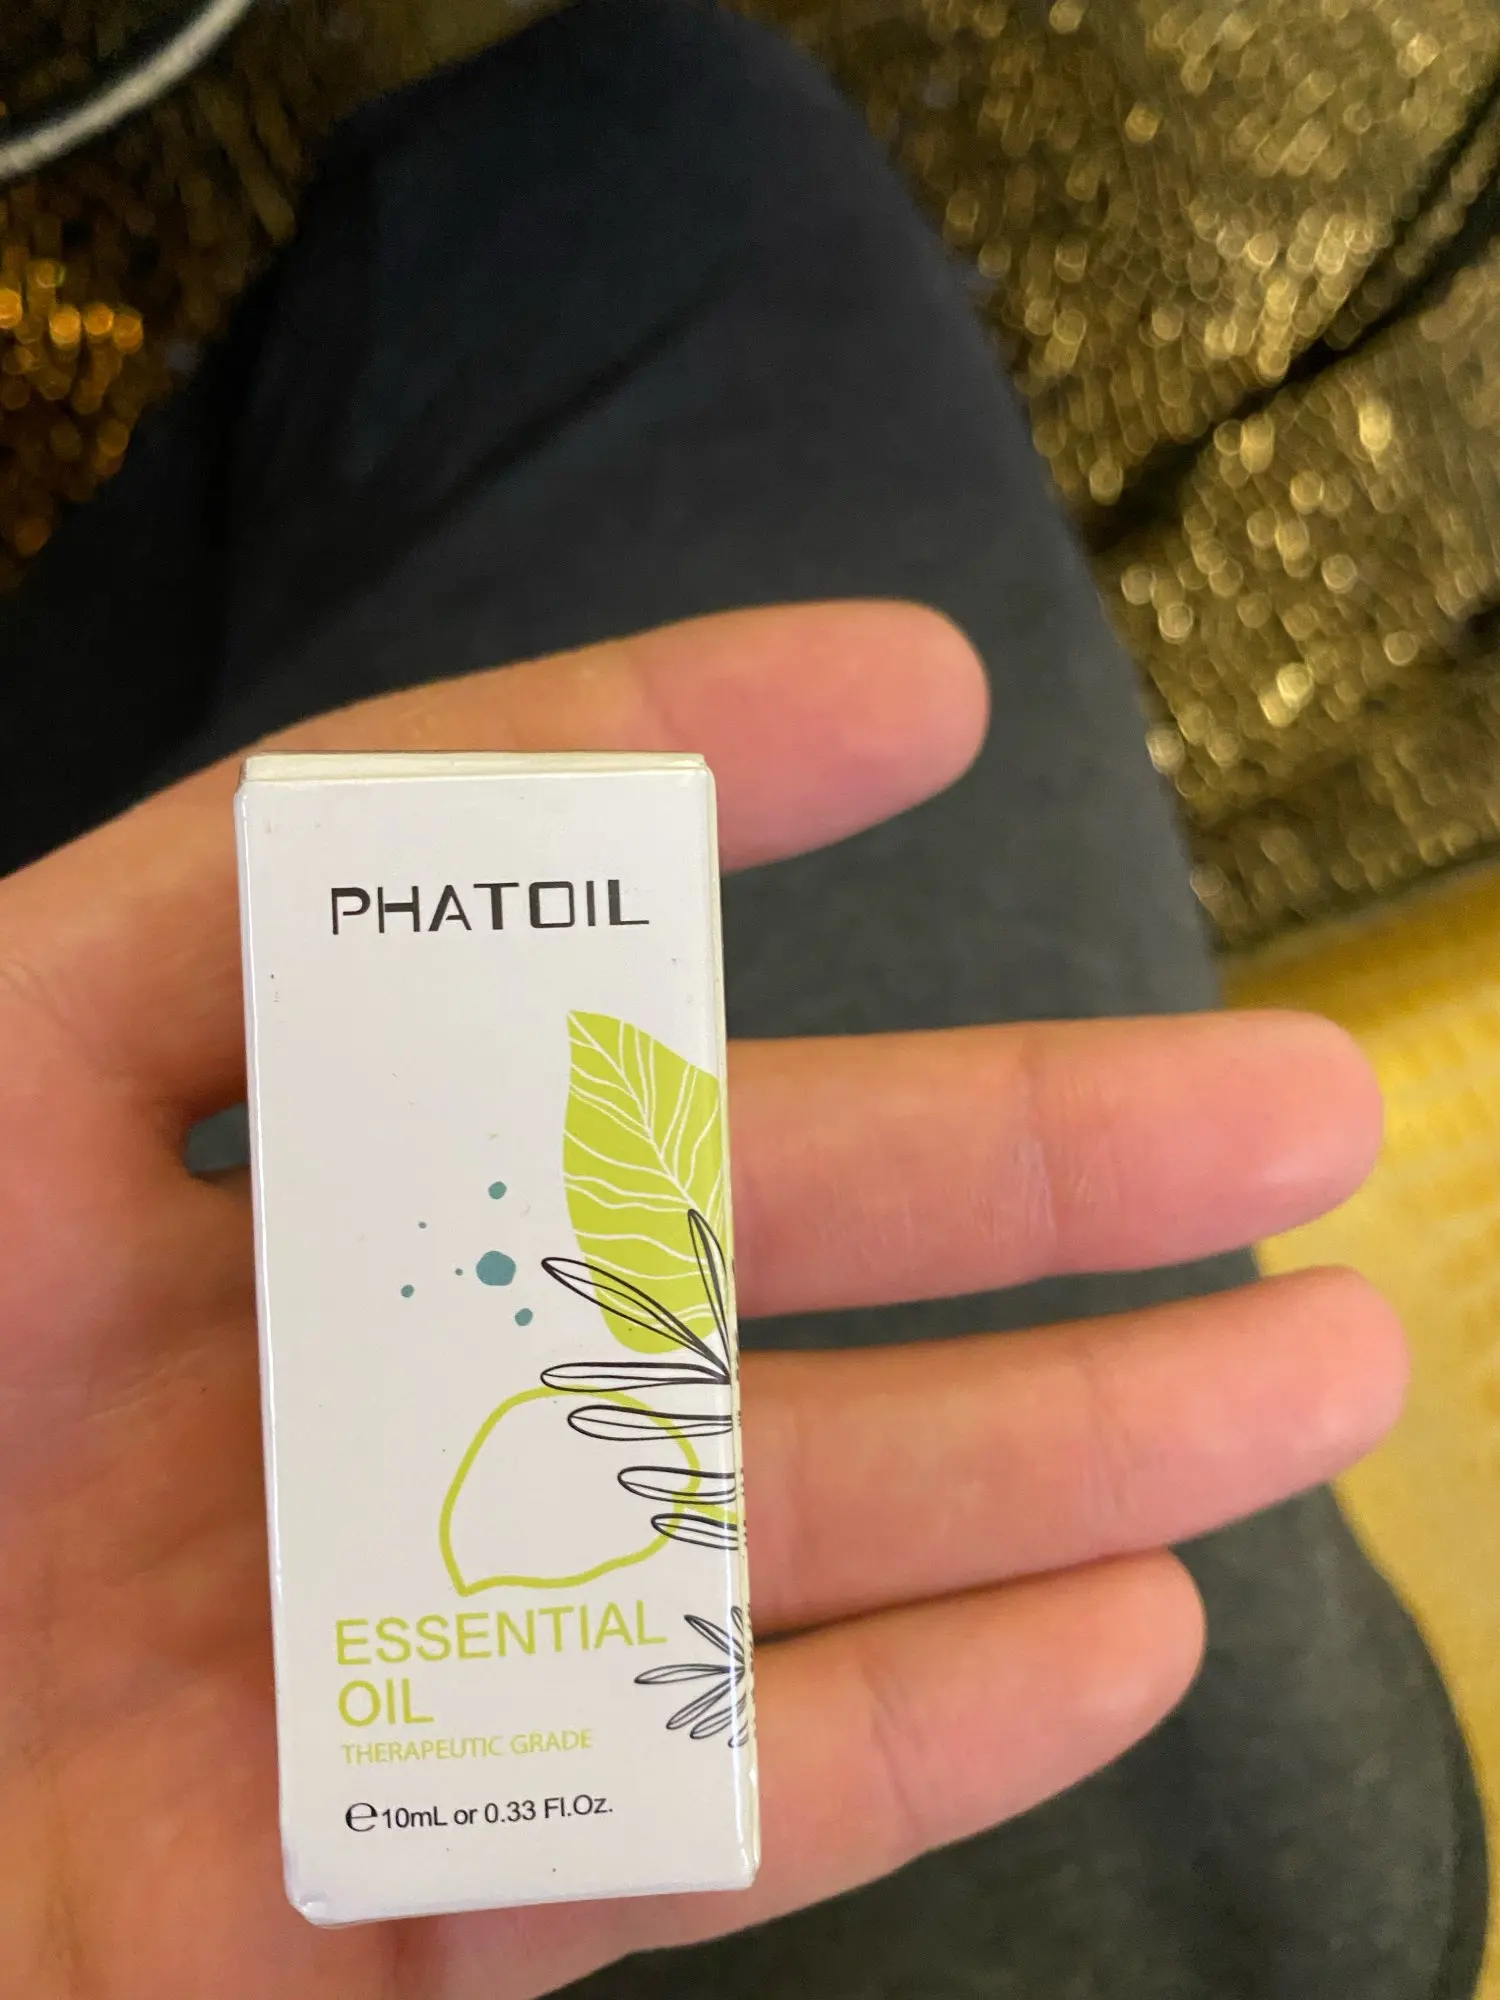 PHATOIL
ESSENTIAL
OIL
THERAPEUTIC GRADE
℮10mL or 0.33 Fl.Oz.